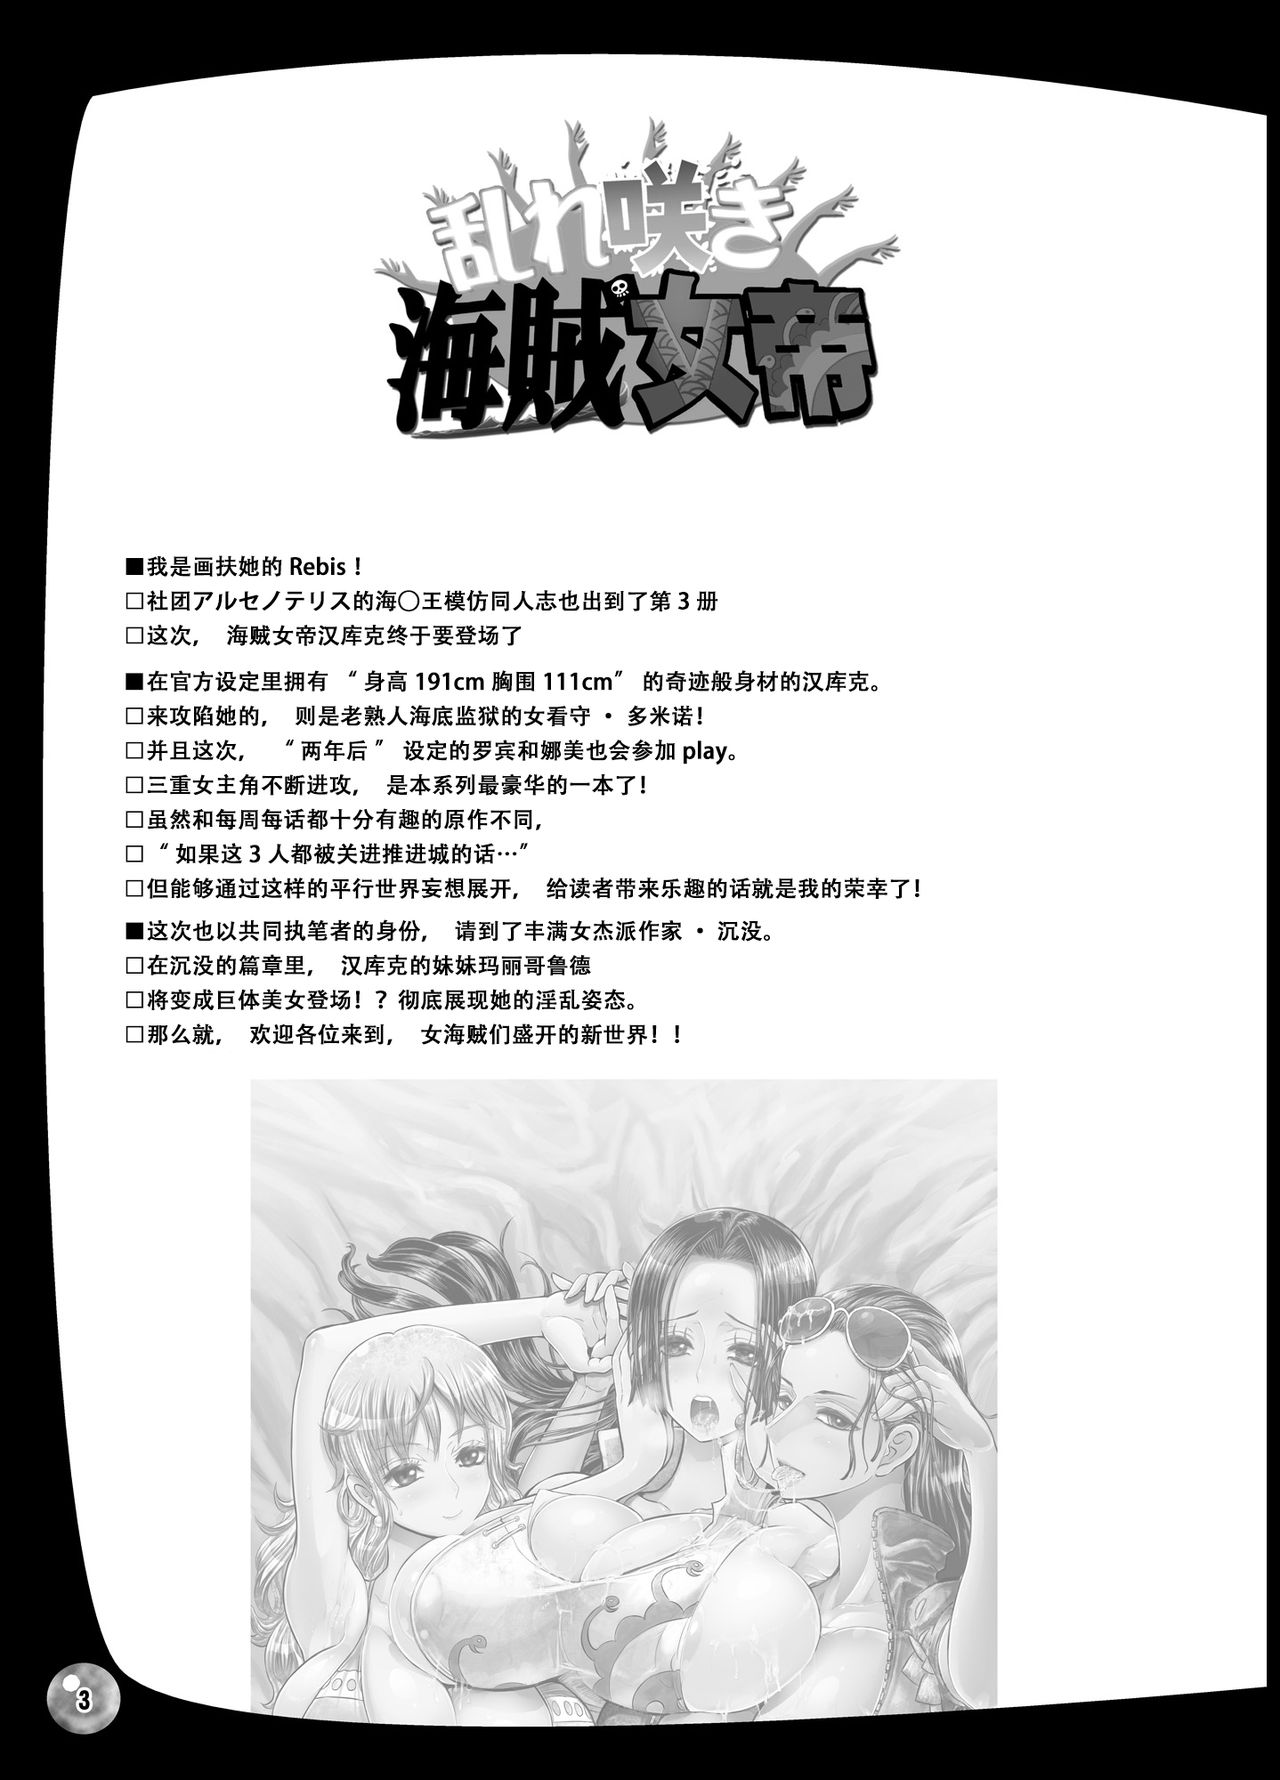 乱れ咲き
海賊女帝
■我是画扶她的 Rebis！
□社团アルセノテリス的海〇王模仿同人志也出到了第 3 册
□这次， 海贼女帝汉库克终于要登场了
■在官方设定里拥有 “ 身高 191cm 胸围 111cm” 的奇迹般身材的汉库克。
□来攻陷她的， 则是老熟人海底监狱的女看守 • 多米诺！
□并且这次， “ 两年后 ” 设定的罗宾和娜美也会参加 play。
□三重女主角不断进攻， 是本系列最豪华的一本了！
□虽然和每周每话都十分有趣的原作不同，
□ “ 如果这 3 人都被关进推进城的话…”
□但能够通过这样的平行世界妄想展开， 给读者带来乐趣的话就是我的荣幸了！
■这次也以共同执笔者的身份， 请到了丰满女杰派作家 • 沉没。
□在沉没的篇章里， 汉库克的妹妹玛丽哥鲁德
□将变成巨体美女登场！？彻底展现她的淫乱姿态。
□那么就， 欢迎各位来到， 女海贼们盛开的新世界！！
3